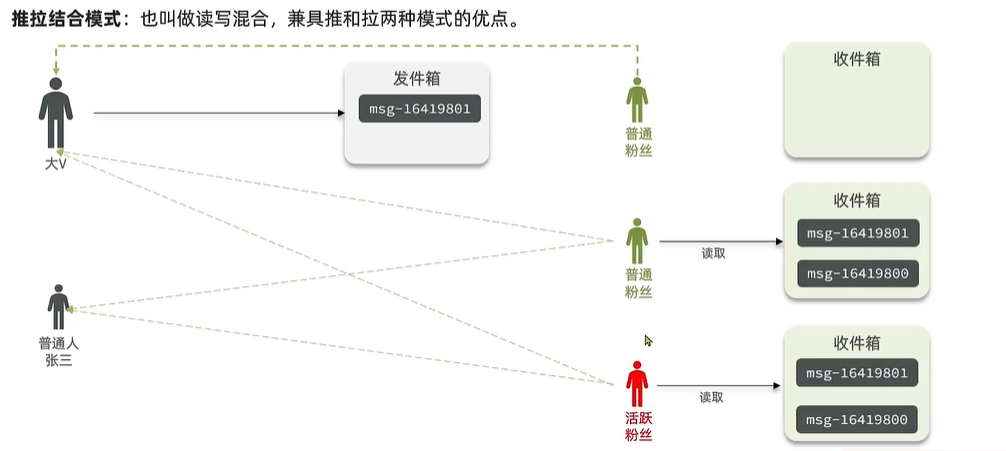 推拉结合模式：也叫做读写混合，兼具推和拉两种模式的优点。
发件箱
msg-16419801
大V
普通
粉丝
收件箱
普通
粉丝
读取
收件箱
msg-16419801
msg-16419800
普通人
张三
活跃
粉丝
读取
收件箱
msg-16419801
msg-16419800